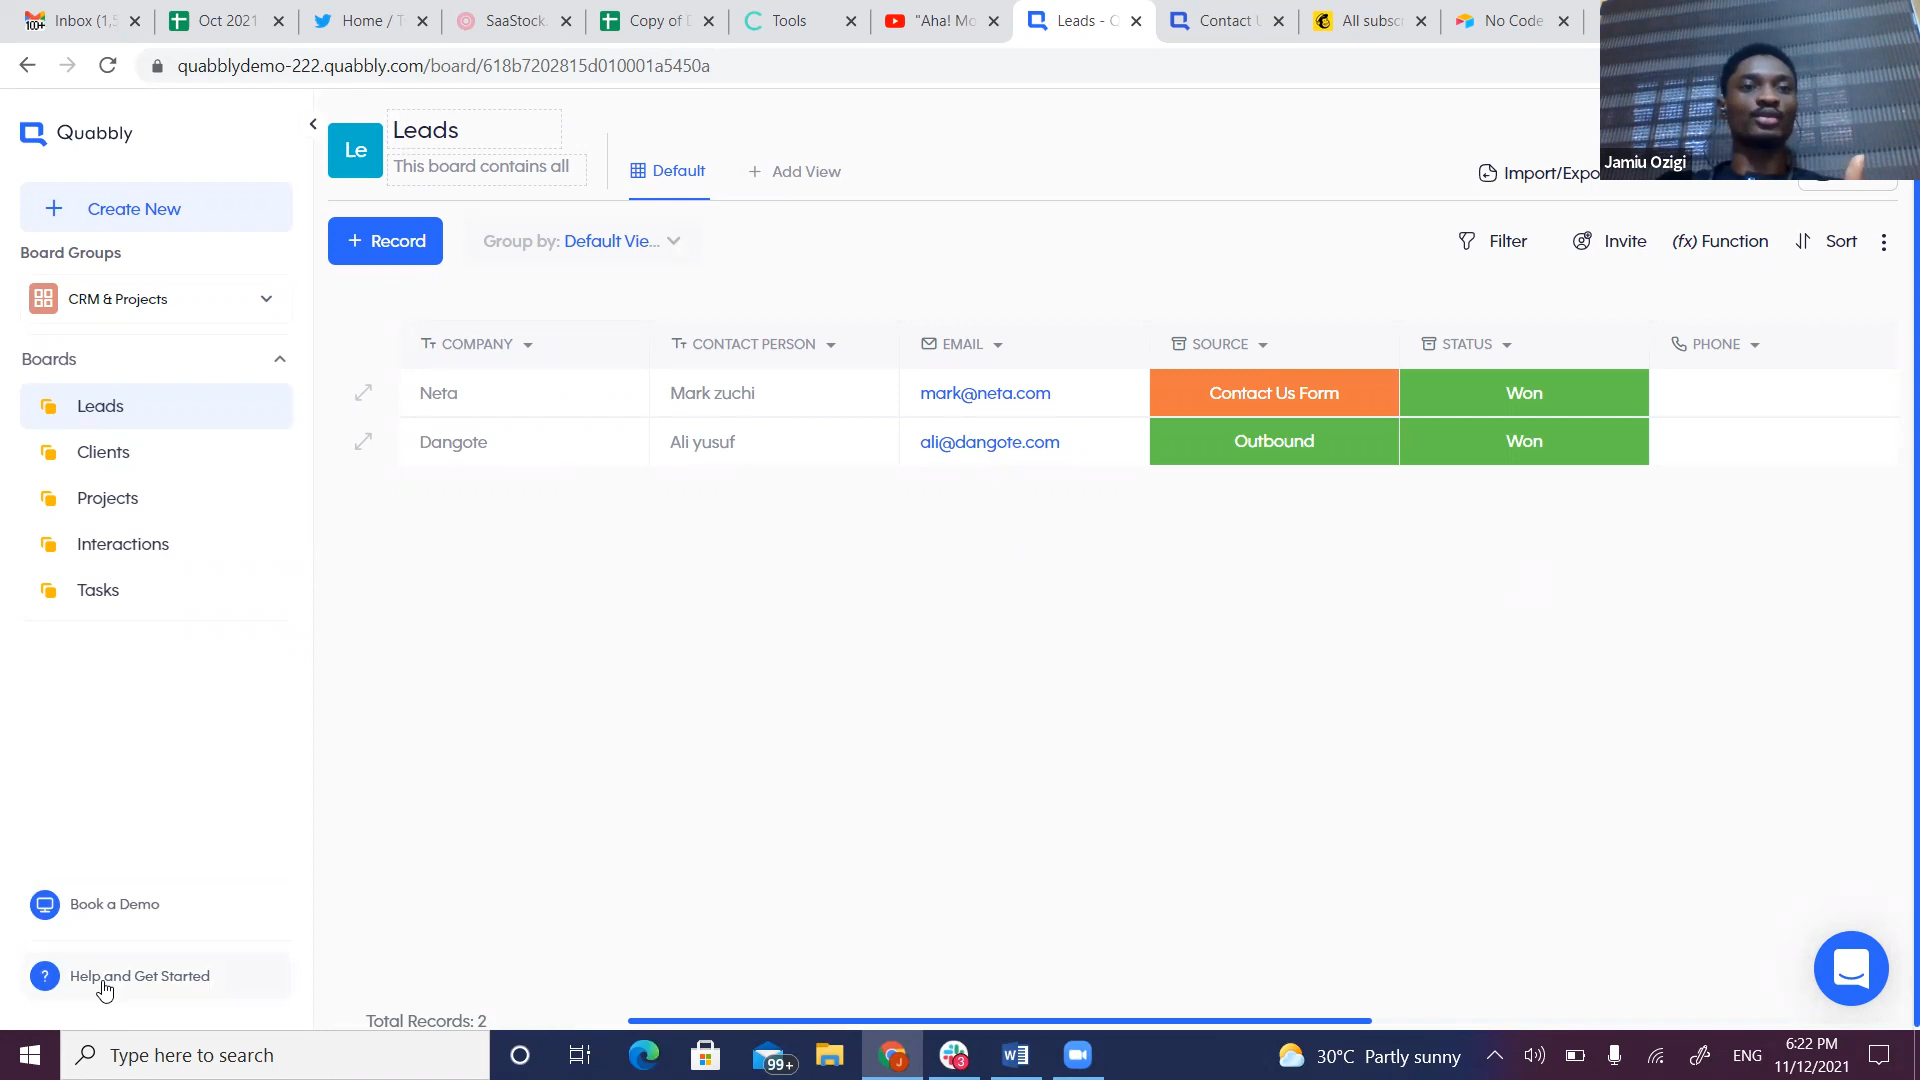 Inbox (1,5
Oct 2021
Home / T
SaaStock
Copy of D
Tools
"Aha! Mo
Leads - Q
Contact U
All subsc
No Code
quabblydemo-222.quabbly.com/board/618b7202815d010001a5450a
Jamiu Ozigi
Quabbly
Create New
Board Groups
CRM & Projects
Boards
Leads
Clients
Projects
Interactions
Tasks
Book a Demo
Help and Get Started
Le
Leads
This board contains all
Default
+ Add View
Import/Expo
+ Record
Group by: Default Vie...
Filter
Invite
(fx) Function
Sort
COMPANY CONTACT PERSON EMAIL SOURCE STATUS PHONE
Neta Mark zuchi mark@neta.com Contact Us Form Won
Dangote Ali yusuf ali@dangote.com Outbound Won
Total Records: 2
Type here to search
99+
3
30°C Partly sunny
ENG
6:22 PM
11/12/2021